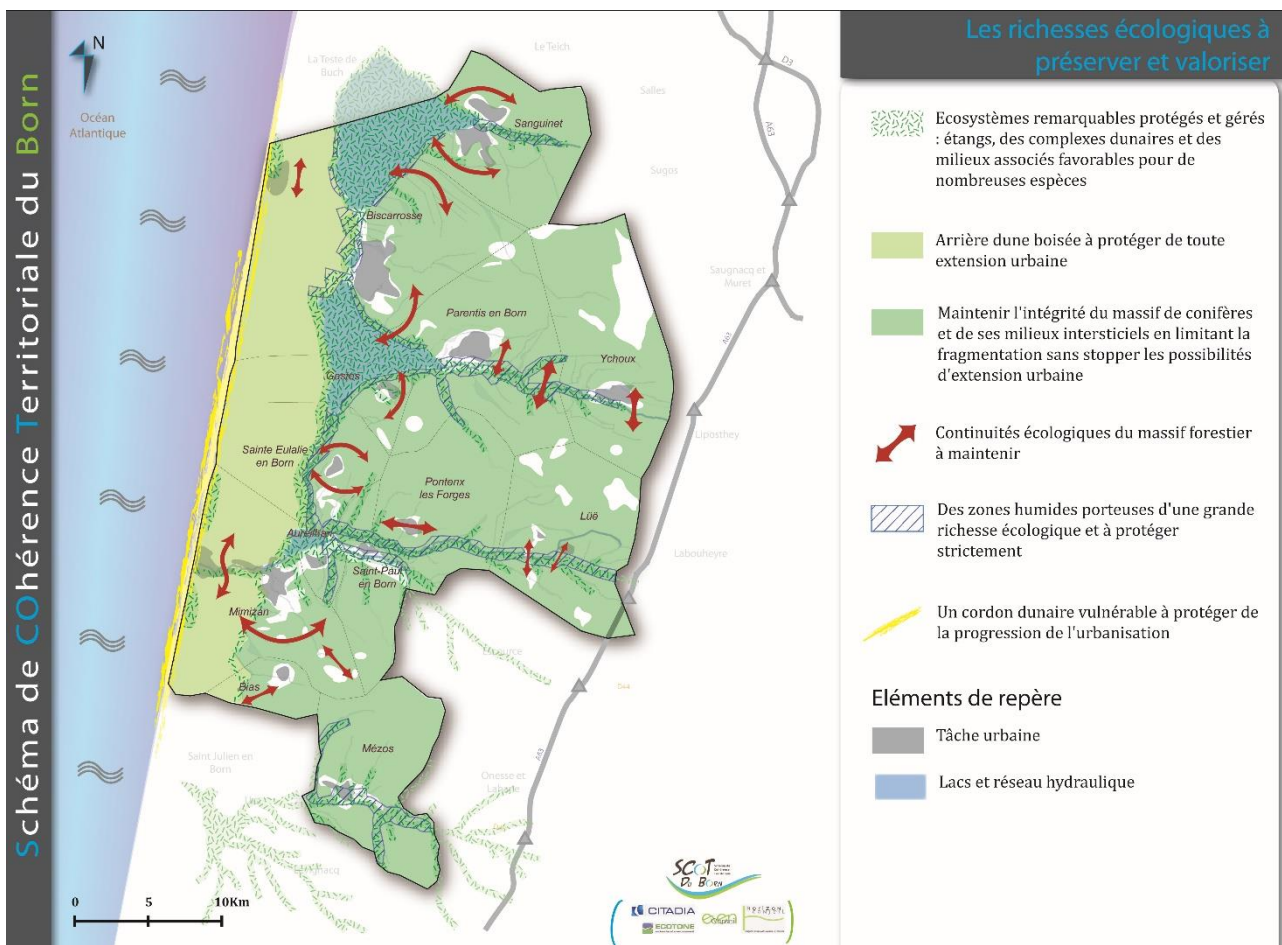 Schéma de COhérence Territoriale du Born
N
Océan
Atlantique
La Teste de
Buch
Le Teich
Salles
D3
A63
Sanguinet
Sugos
Biscarrosse
Saugnacq et
Muret
A63
Parentis en Born
Ychoux
Gastes
Liposthey
Sainte Eulalie
en Born
Pontenx
les Forges
Lüë
Aureilhan
Labouheyre
Saint-Paul
en Born
Mimizan
Bias
Mézos
Saint Julien en
Born
Onesse et
Laharie
A63
0 5 10Km
SCOT
DU BORN
CITADIA
ECOTONE
Les richesses écologiques à
préserver et valoriser
Ecosystèmes remarquables protégés et gérés
: étangs, des complexes dunaires et des
milieux associés favorables pour de
nombreuses espèces
Arrière dune boisée à protéger de toute
extension urbaine
Maintenir l'intégrité du massif de conifères
et de ses milieux intersticiels en limitant la
fragmentation sans stopper les possibilités
d'extension urbaine
Continuités écologiques du massif forestier
à maintenir
Des zones humides porteuses d'une grande
richesse écologique et à protéger
strictement
Un cordon dunaire vulnérable à protéger de
la progression de l'urbanisation
Eléments de repère
Tâche urbaine
Lacs et réseau hydraulique